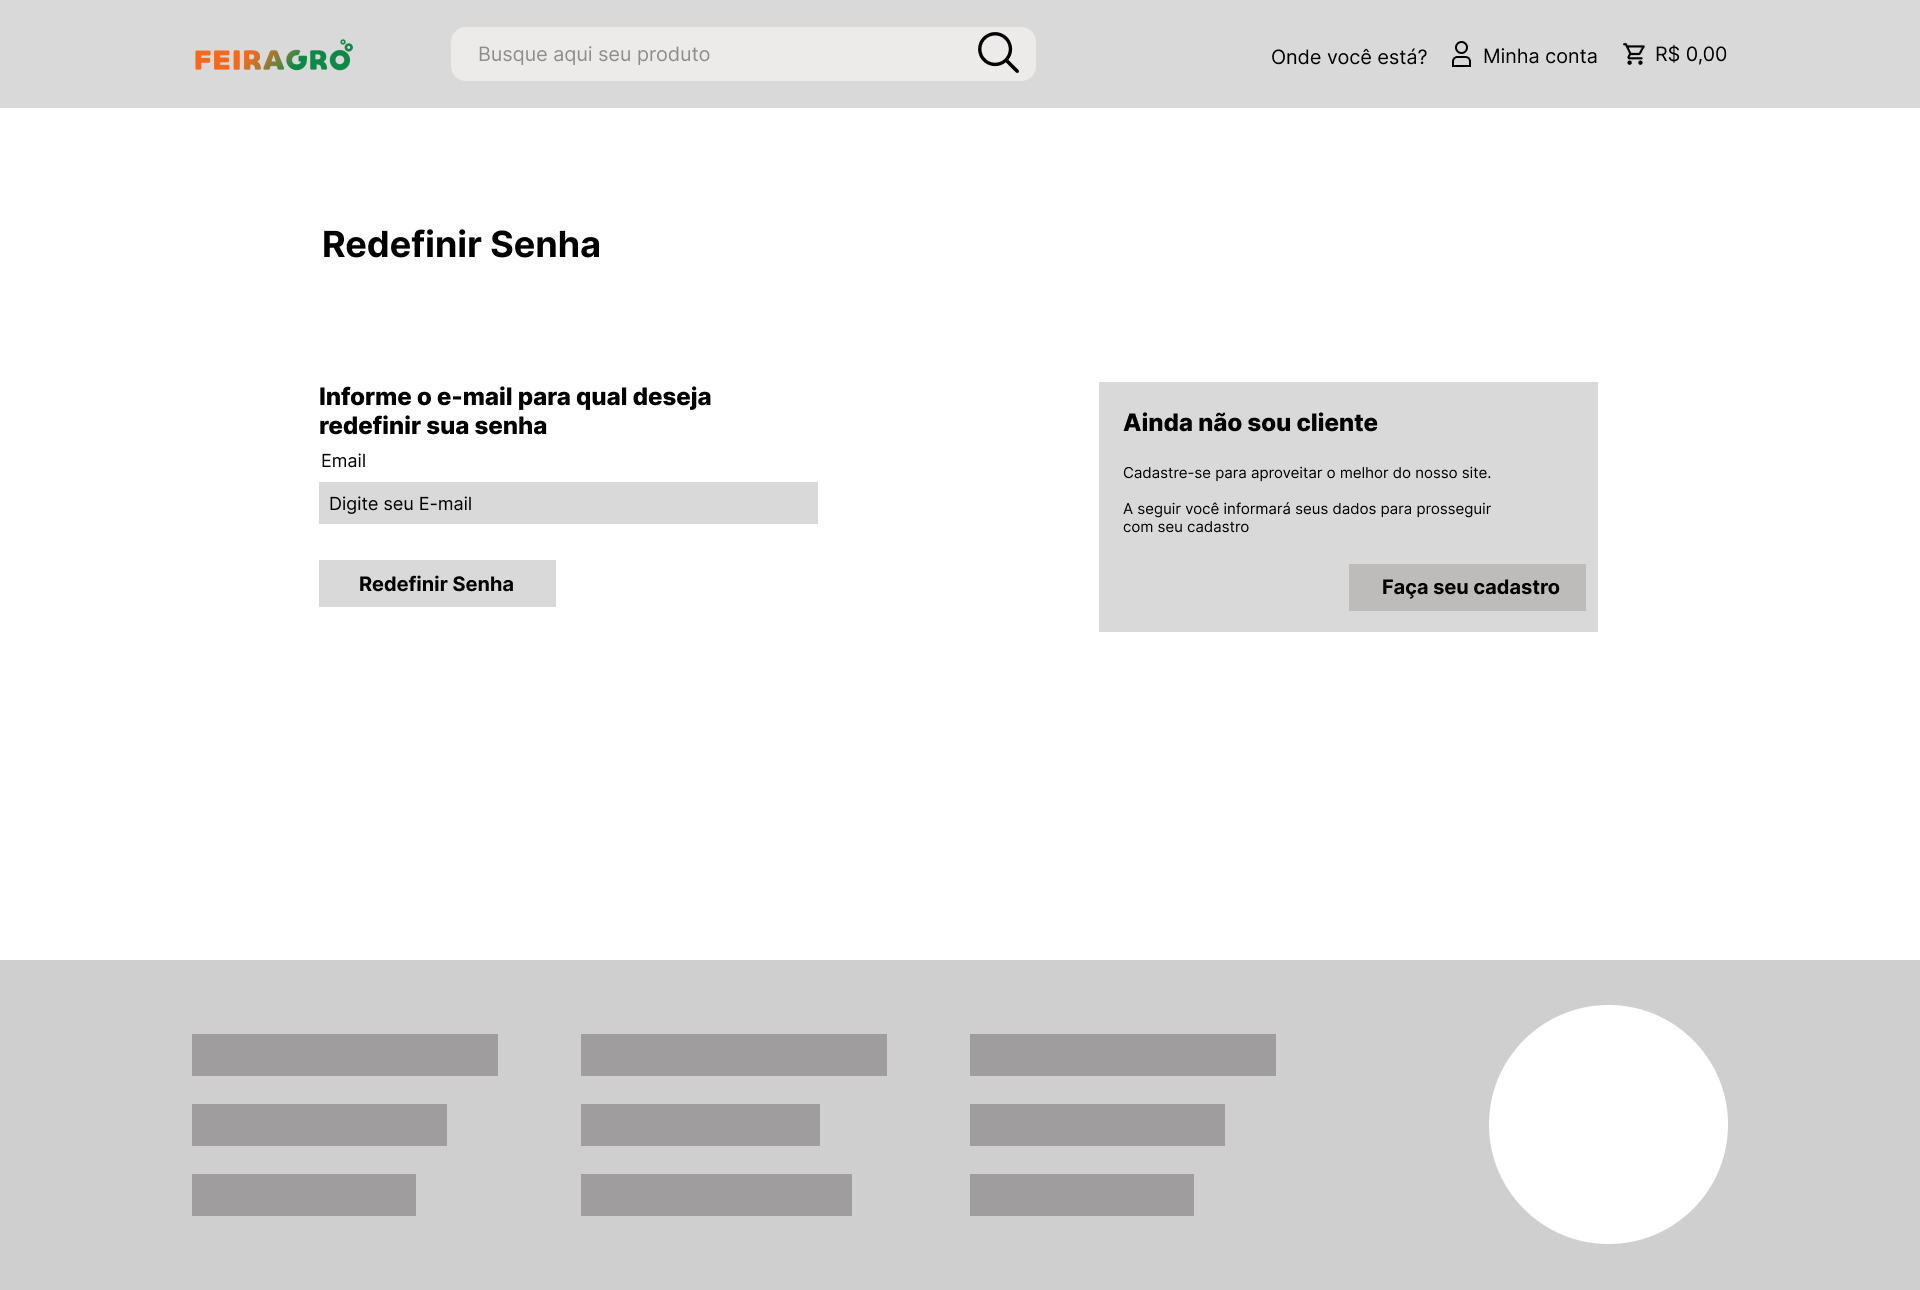 FEIRAGRO
Busque aqui seu produto
Onde você está?
Minha conta
R$ 0,00
Redefinir Senha
Informe o e-mail para qual deseja
redefinir sua senha
Email
Digite seu E-mail
Redefinir Senha
Ainda não sou cliente
Cadastre-se para aproveitar o melhor do nosso site.
A seguir você informará seus dados para prosseguir
com seu cadastro
Faça seu cadastro